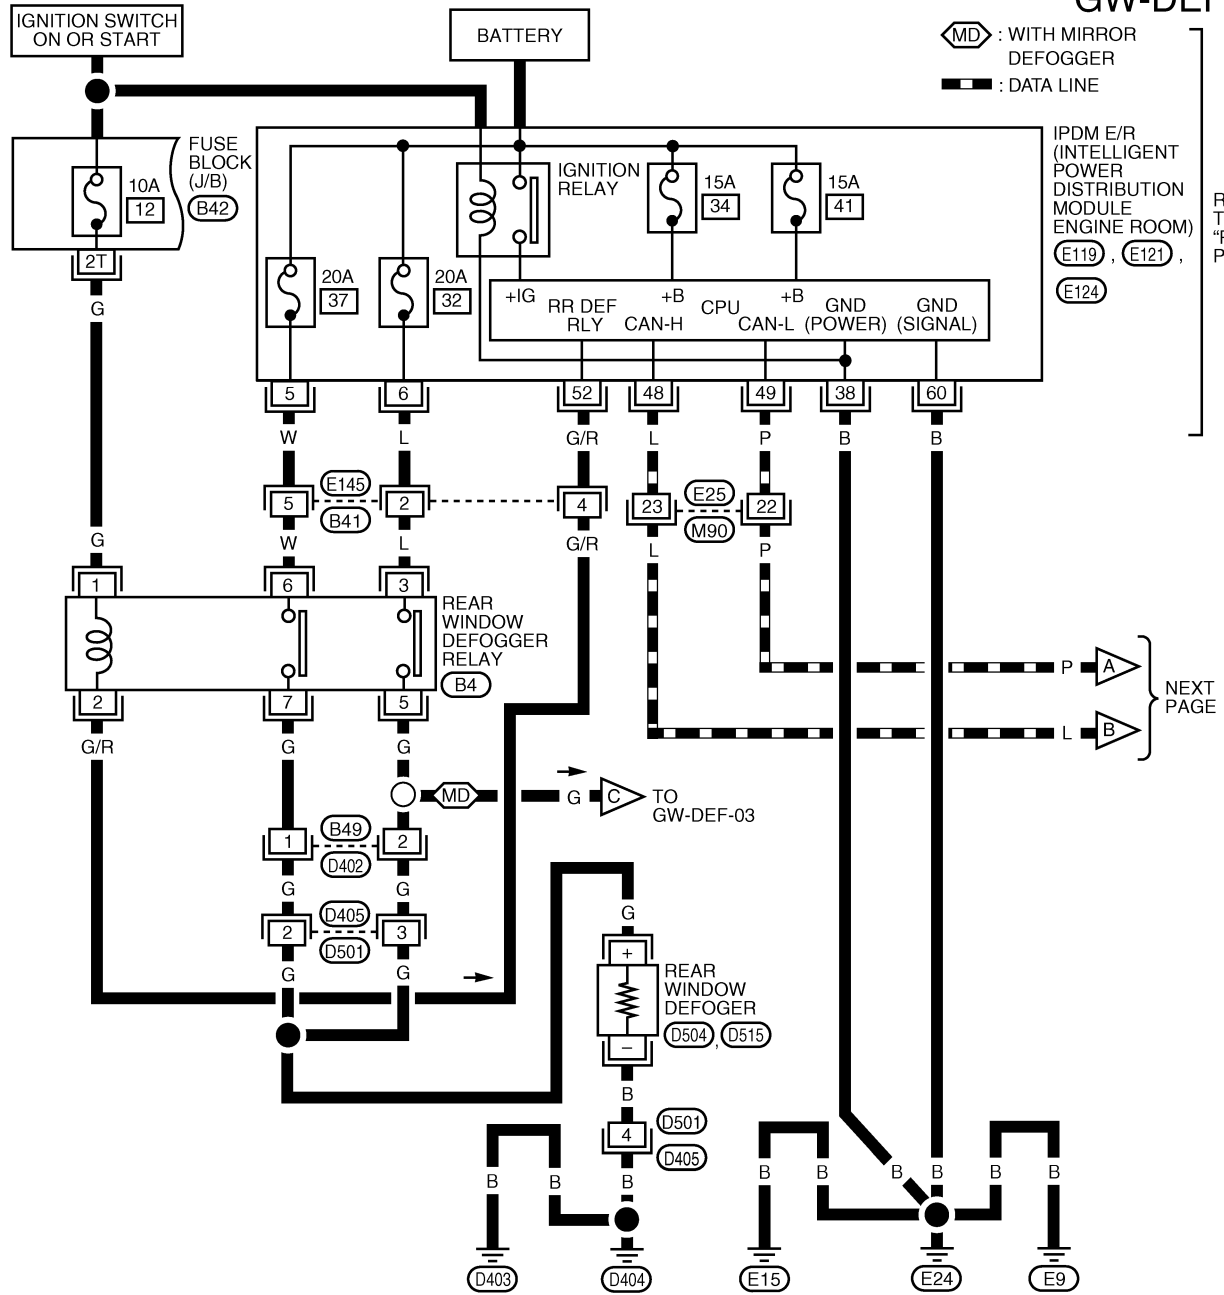 GW-DEF
IGNITION SWITCH
ON OR START
BATTERY
MD : WITH MIRROR
DEFOGGER
: DATA LINE
FUSE
BLOCK
(J/B)
B42
10A
12
2T
G
IGNITION
RELAY
15A
34
15A
41
20A
37
20A
32
IPDM E/R
(INTELLIGENT
POWER
DISTRIBUTION
MODULE
ENGINE ROOM)
E119 , E121 ,
E124
R
T
"F
P
+IG
+B
CPU
+B
RR DEF
RLY
CAN-H
CAN-L
GND
(POWER)
GND
(SIGNAL)
5 6 52 48 49 38 60
W L G/R L P B B
E145
5 2 4
B41
E25
23 22
M90
G W L G/R L P
1 6 3
REAR
WINDOW
DEFOGGER
RELAY
B4
2 7 5
G/R G G
P A
L B
NEXT
PAGE
MD G C TO
GW-DEF-03
B49
1 2
D402
G G
D405
2 3
D501
G G
G
+
REAR
WINDOW
DEFOGER
D504 , D515
–
B
4
D501
D405
B B B
B B B B B B
D403 D404 E15 E24 E9